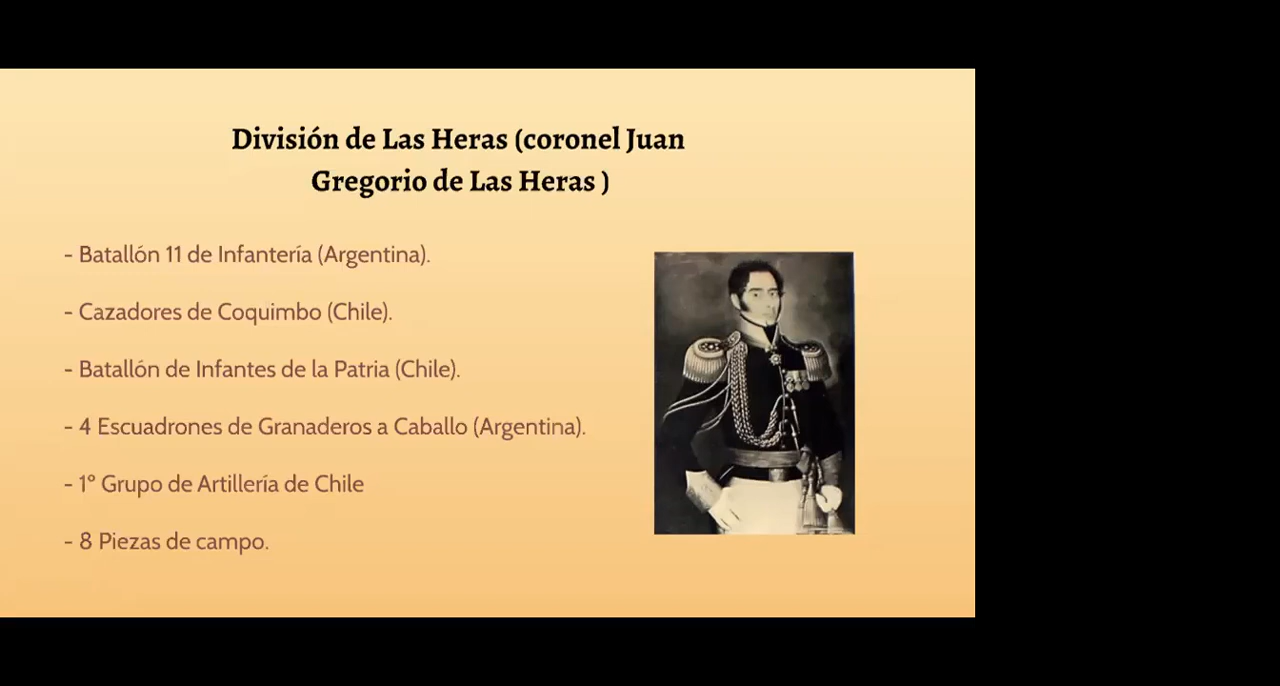 División de Las Heras (coronel Juan
Gregorio de Las Heras )
- Batallón 11 de Infantería (Argentina).
- Cazadores de Coquimbo (Chile).
- Batallón de Infantes de la Patria (Chile).
- 4 Escuadrones de Granaderos a Caballo (Argentina).
- 1º Grupo de Artillería de Chile
- 8 Piezas de campo.